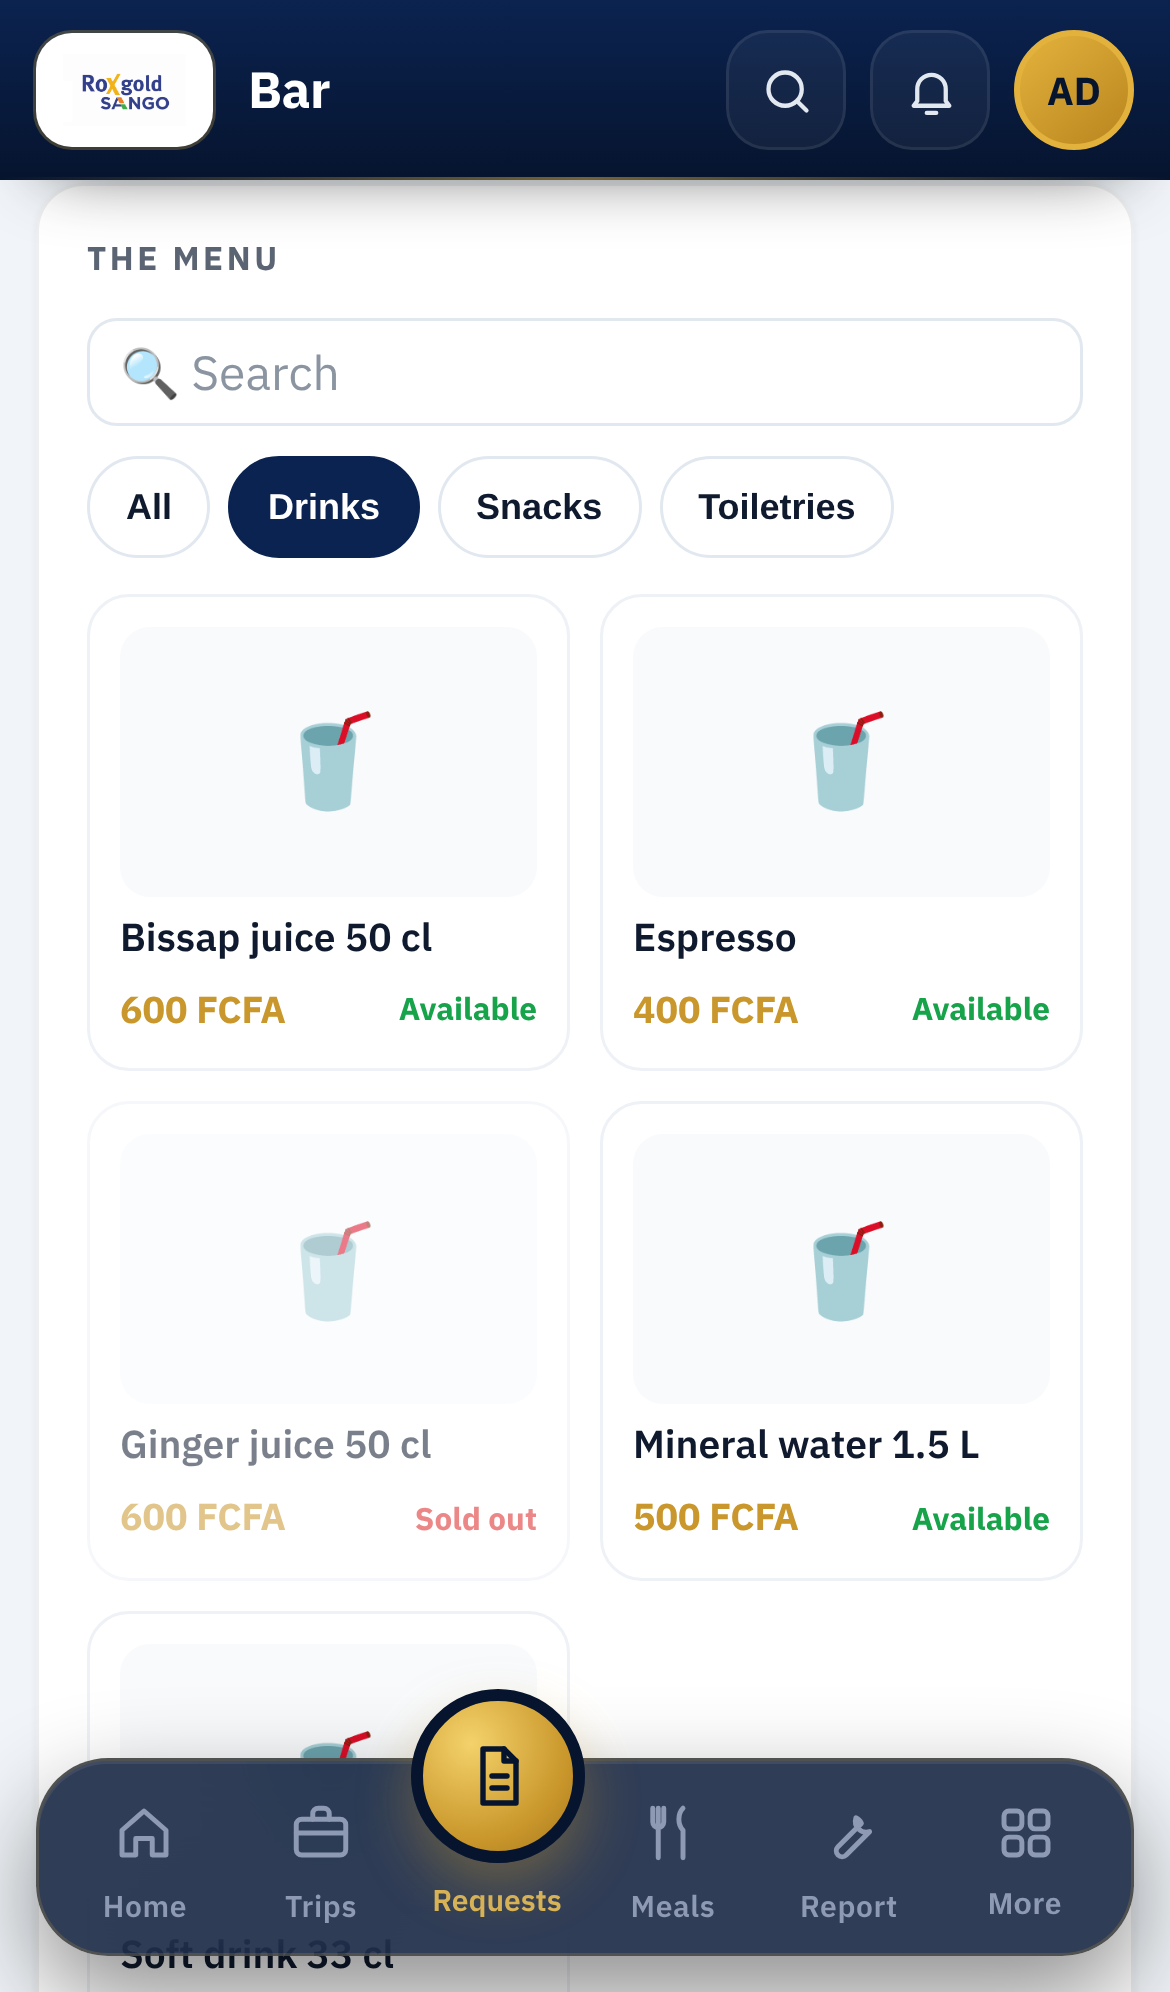 Roxgold
SANGO
Bar
AD
THE MENU
🔍 Search
All
Drinks
Snacks
Toiletries
Bissap juice 50 cl
600 FCFA
Available
Espresso
400 FCFA
Available
Ginger juice 50 cl
600 FCFA
Sold out
Mineral water 1.5 L
500 FCFA
Available
Soft drink 33 cl
Home
Trips
Requests
Meals
Report
More